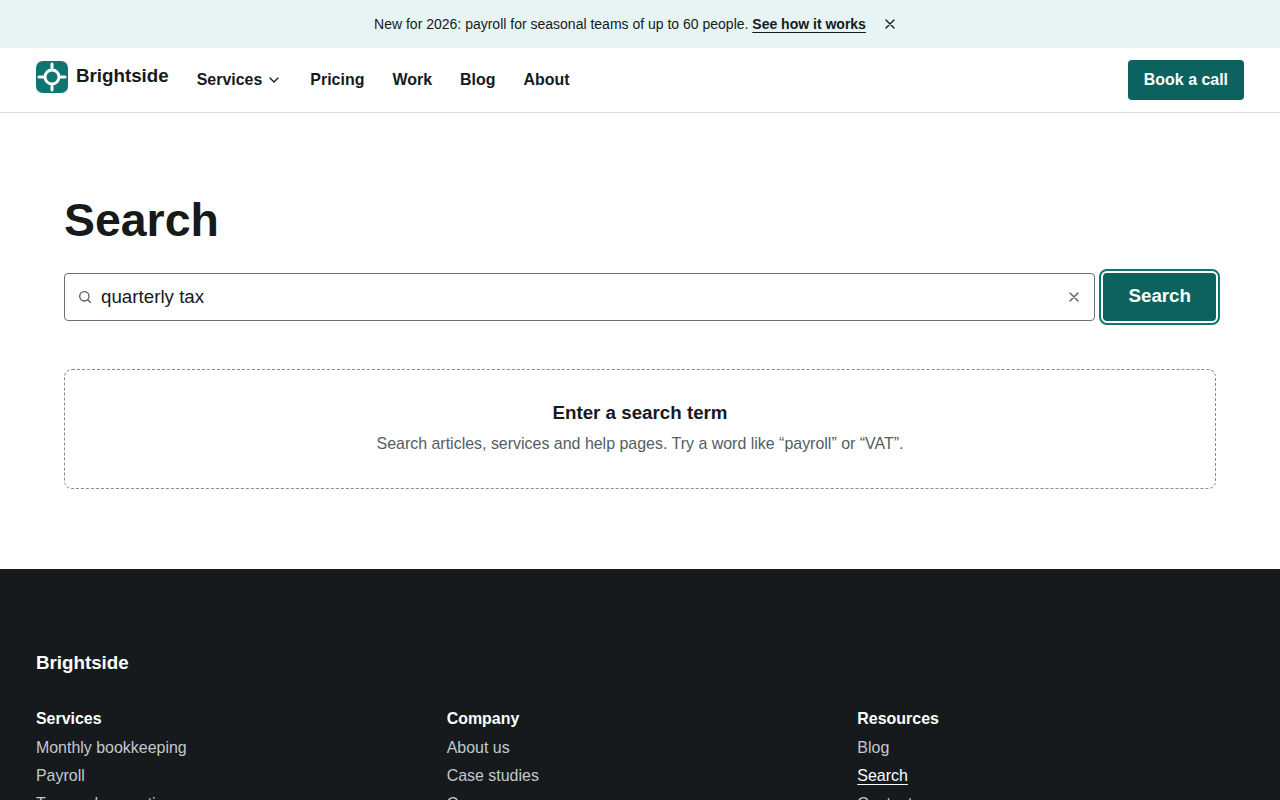 New for 2026: payroll for seasonal teams of up to 60 people. See how it works
Brightside
Services
Pricing
Work
Blog
About
Book a call
Search
quarterly tax
Search
Enter a search term
Search articles, services and help pages. Try a word like “payroll” or “VAT”.
Brightside
Services
Company
Resources
Monthly bookkeeping
About us
Blog
Payroll
Case studies
Search